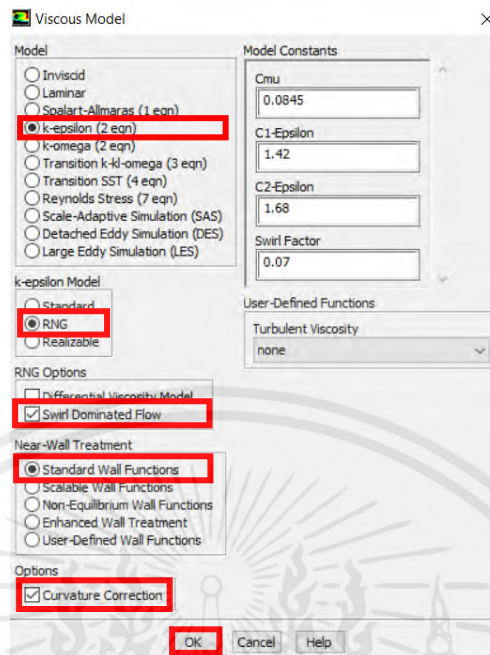 Viscous Model
Model
Inviscid
Laminar
Spalart-Allmaras (1 eqn)
k-epsilon (2 eqn)
k-omega (2 eqn)
Transition k-kl-omega (3 eqn)
Transition SST (4 eqn)
Reynolds Stress (7 eqn)
Scale-Adaptive Simulation (SAS)
Detached Eddy Simulation (DES)
Large Eddy Simulation (LES)
k-epsilon Model
Standard
RNG
Realizable
RNG Options
Differential Viscosity Model
Swirl Dominated Flow
Near-Wall Treatment
Standard Wall Functions
Scalable Wall Functions
Non-Equilibrium Wall Functions
Enhanced Wall Treatment
User-Defined Wall Functions
Options
Curvature Correction
Model Constants
Cmu
0.0845
C1-Epsilon
1.42
C2-Epsilon
1.68
Swirl Factor
0.07
User-Defined Functions
Turbulent Viscosity
none
OK Cancel Help